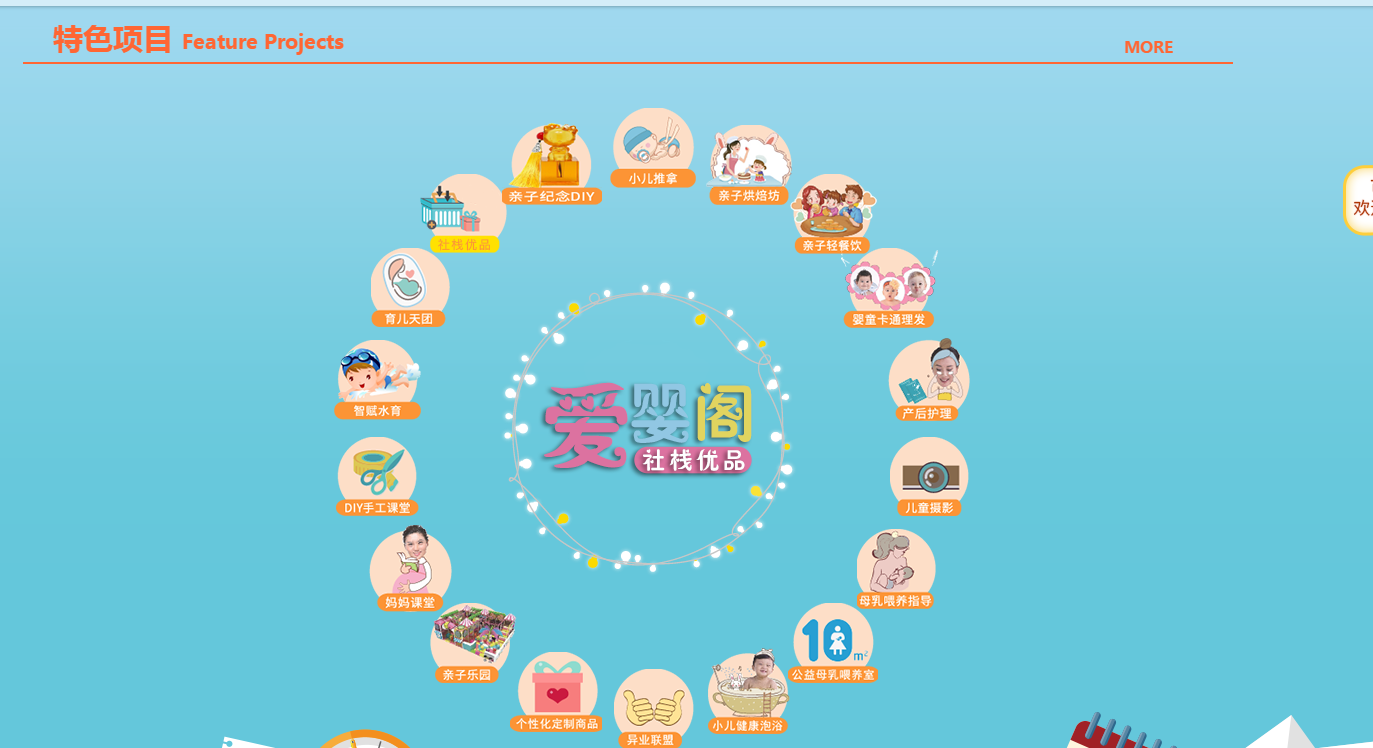 特色项目 Feature Projects
MORE
小儿推拿
亲子纪念DIY
亲子烘焙坊
社栈优品
亲子轻餐饮
欢
育儿天团
婴童卡通理发
智赋水育
产后护理
爱婴阁
社栈优品
DIY手工课堂
儿童摄影
妈妈课堂
母乳喂养指导
10m²
亲子乐园
公益母乳喂养室
个性化定制商品
小儿健康泡浴
异业联盟